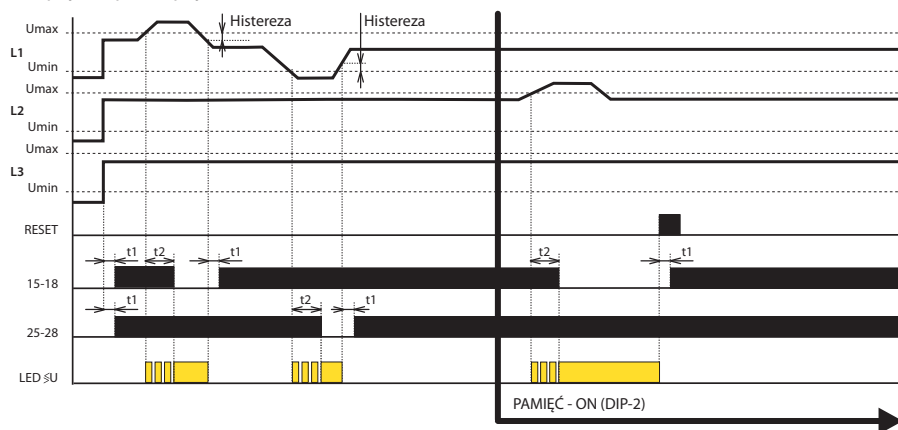 Umax
Histereza
Histereza
L1
Umin
Umax
L2
Umin
Umax
L3
Umin
RESET
t1 t2 t1 t2 t1
15-18
t1 t2 t1
25-28
LED ≶U
PAMIĘĆ - ON (DIP-2)